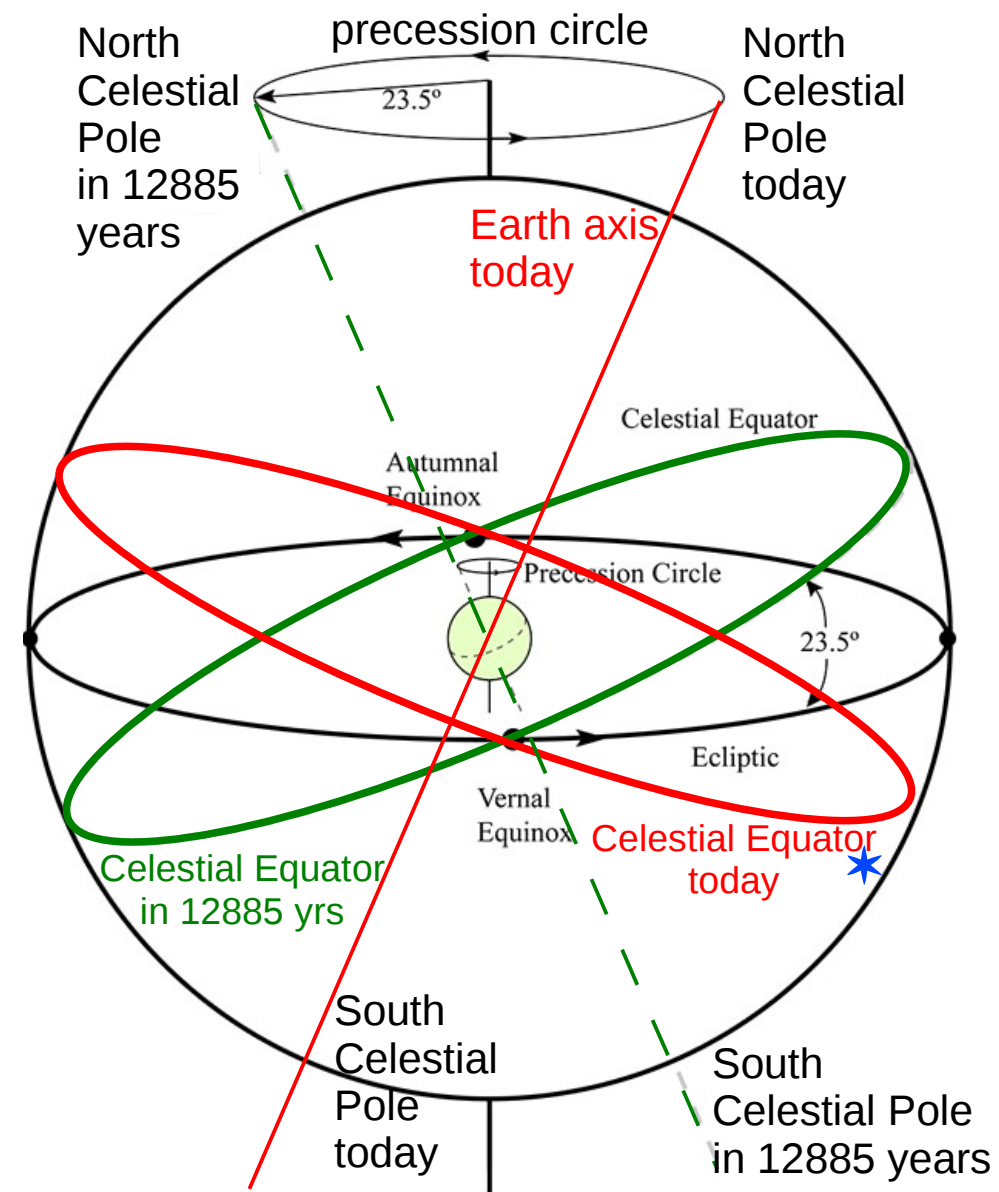 precession circle
North
Celestial
Pole
in 12885
years
23.5º
North
Celestial
Pole
today
Earth axis
today
Celestial Equator
Autumnal
Equinox
Precession Circle
23.5º
Ecliptic
Vernal
Equinox
Celestial Equator
today
Celestial Equator
in 12885 yrs
South
Celestial
Pole
today
South
Celestial Pole
in 12885 years